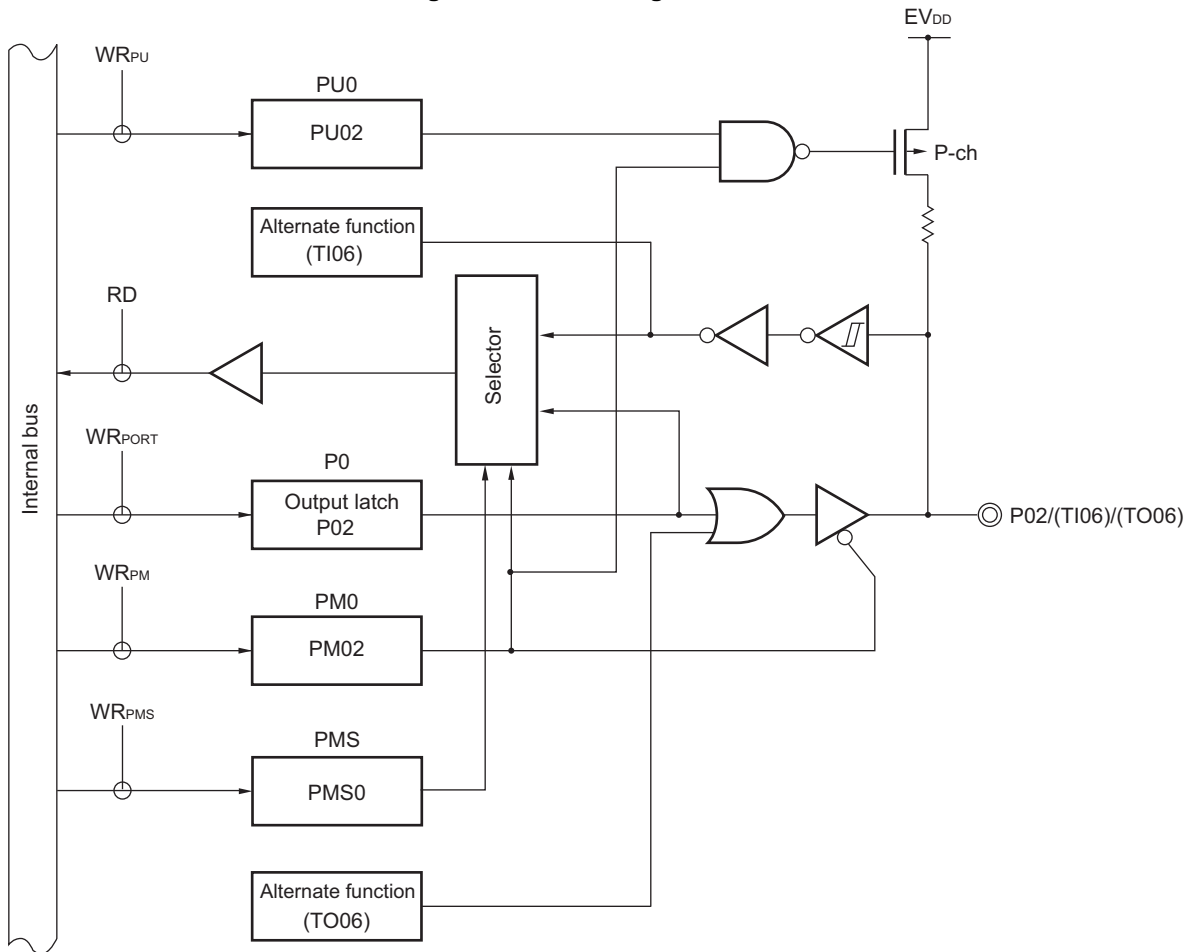 EVDD
WRPU
PU0
PU02
P-ch
Alternate function
(TI06)
RD
Selector
Internal bus
WRPORT
P0
Output latch
P02
P02/(TI06)/(TO06)
WRPM
PM0
PM02
WRPMS
PMS
PMS0
Alternate function
(TO06)